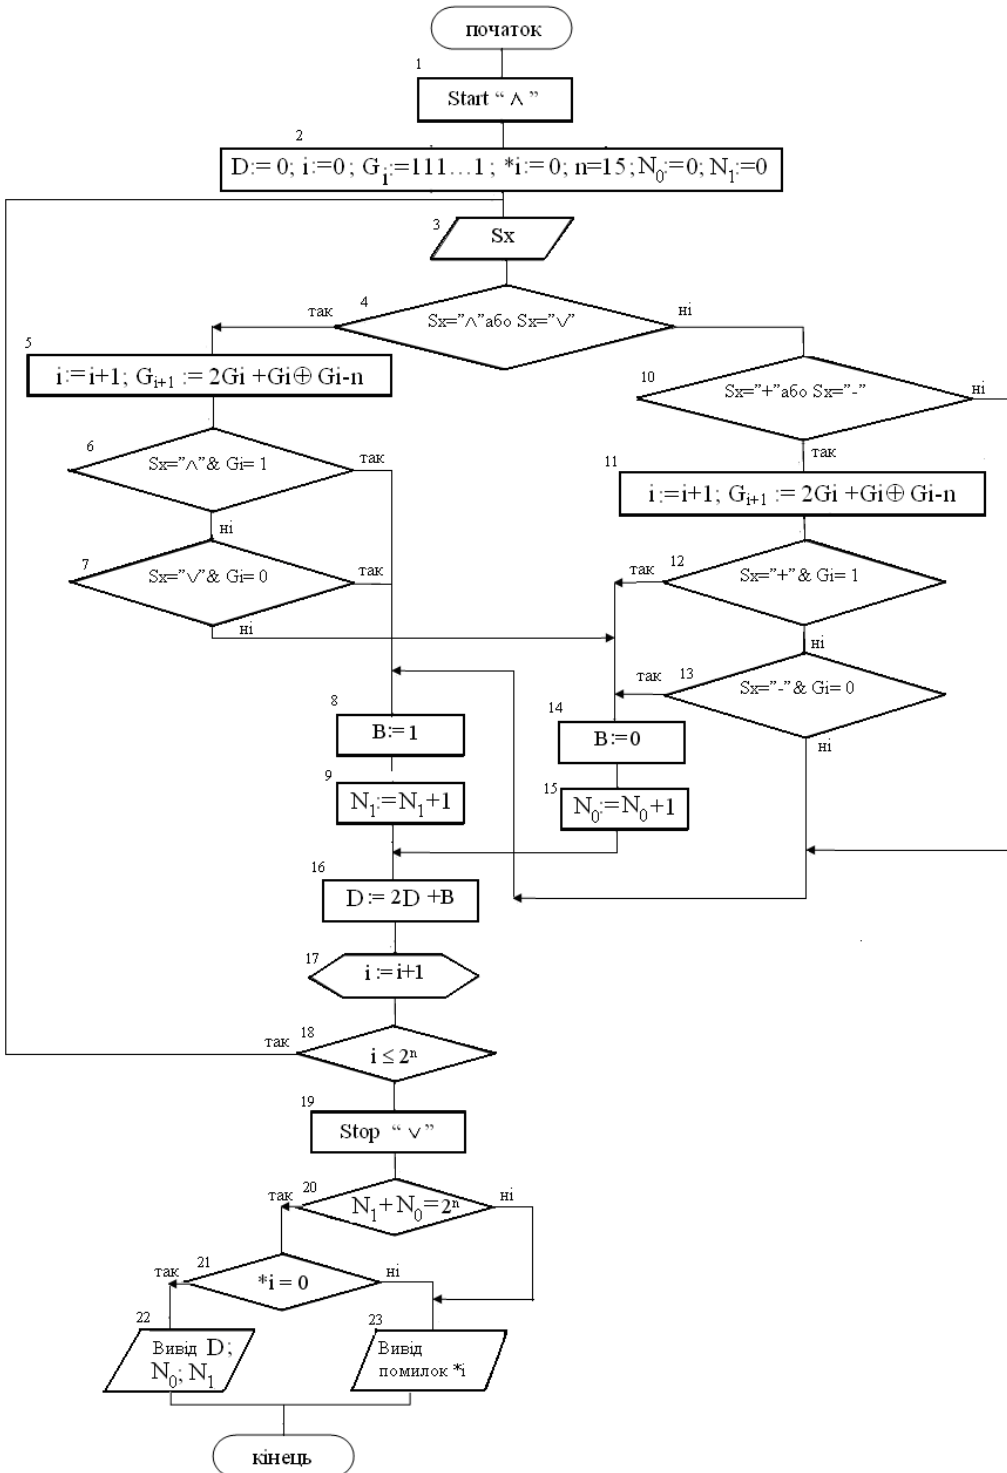 початок
1
Start “ ∧ ”
2
D:= 0; i:=0; Gi:=111...1; *i:= 0; n=15; N0:=0; N1:=0
3
Sx
4
так
Sx=”∧”або Sx=”∨”
ні
5
i:= i+1; Gi+1 := 2Gi +Gi⊕ Gi-n
10
Sx=”+”або Sx=”-”
ні
так
6
Sx=”∧”& Gi= 1
так
ні
11
i:=i+1; Gi+1 := 2Gi +Gi⊕ Gi-n
7
Sx=”∨”& Gi= 0
так
ні
12
так
Sx=”+”& Gi= 1
ні
13
так
Sx=”-”& Gi= 0
ні
8
B:= 1
14
B:=0
9
N1:=N1+1
15
N0:=N0+1
16
D:= 2D +B
17
i := i+1
18
так
i ≤ 2ⁿ
19
Stop “ ∨ ”
20
так
N1+ N0=2ⁿ
ні
21
так
*i = 0
ні
22
Вивід D;
N0; N1
23
Вивід
помилок *i
кінець